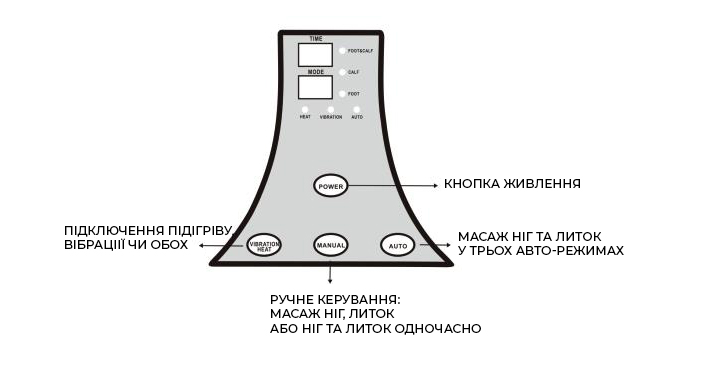 TIME
FOOT&CALF
MODE
CALF
FOOT
HEAT VIBRATION AUTO
POWER
КНОПКА ЖИВЛЕННЯ
ПІДКЛЮЧЕННЯ ПІДІГРІВУ,
ВІБРАЦІІЇ ЧИ ОБОХ
VIBRATION
HEAT
MANUAL
AUTO
МАСАЖ НІГ ТА ЛИТОК
У ТРЬОХ АВТО-РЕЖИМАХ
РУЧНЕ КЕРУВАННЯ:
МАСАЖ НІГ, ЛИТОК
АБО НІГ ТА ЛИТОК ОДНОЧАСНО